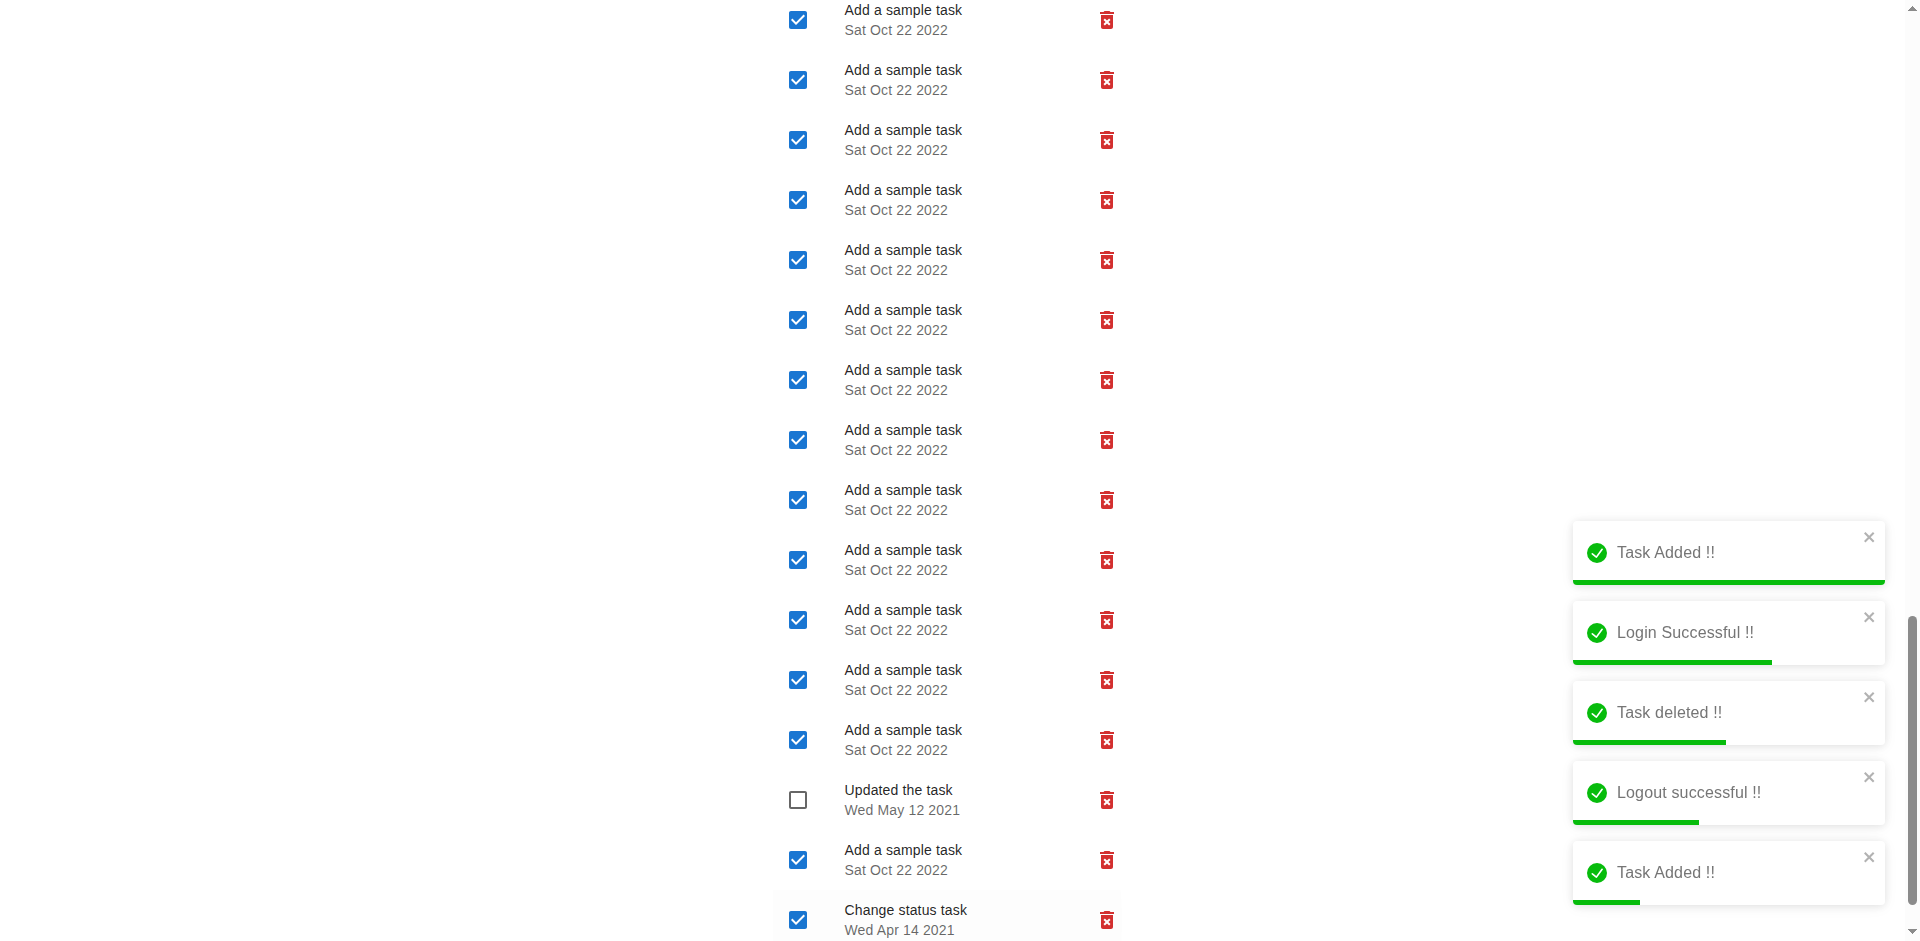 Add a sample task
Sat Oct 22 2022
Add a sample task
Sat Oct 22 2022
Add a sample task
Sat Oct 22 2022
Add a sample task
Sat Oct 22 2022
Add a sample task
Sat Oct 22 2022
Add a sample task
Sat Oct 22 2022
Add a sample task
Sat Oct 22 2022
Add a sample task
Sat Oct 22 2022
Add a sample task
Sat Oct 22 2022
Add a sample task
Sat Oct 22 2022
Add a sample task
Sat Oct 22 2022
Add a sample task
Sat Oct 22 2022
Add a sample task
Sat Oct 22 2022
Updated the task
Wed May 12 2021
Add a sample task
Sat Oct 22 2022
Change status task
Wed Apr 14 2021
Task Added !!
Login Successful !!
Task deleted !!
Logout successful !!
Task Added !!